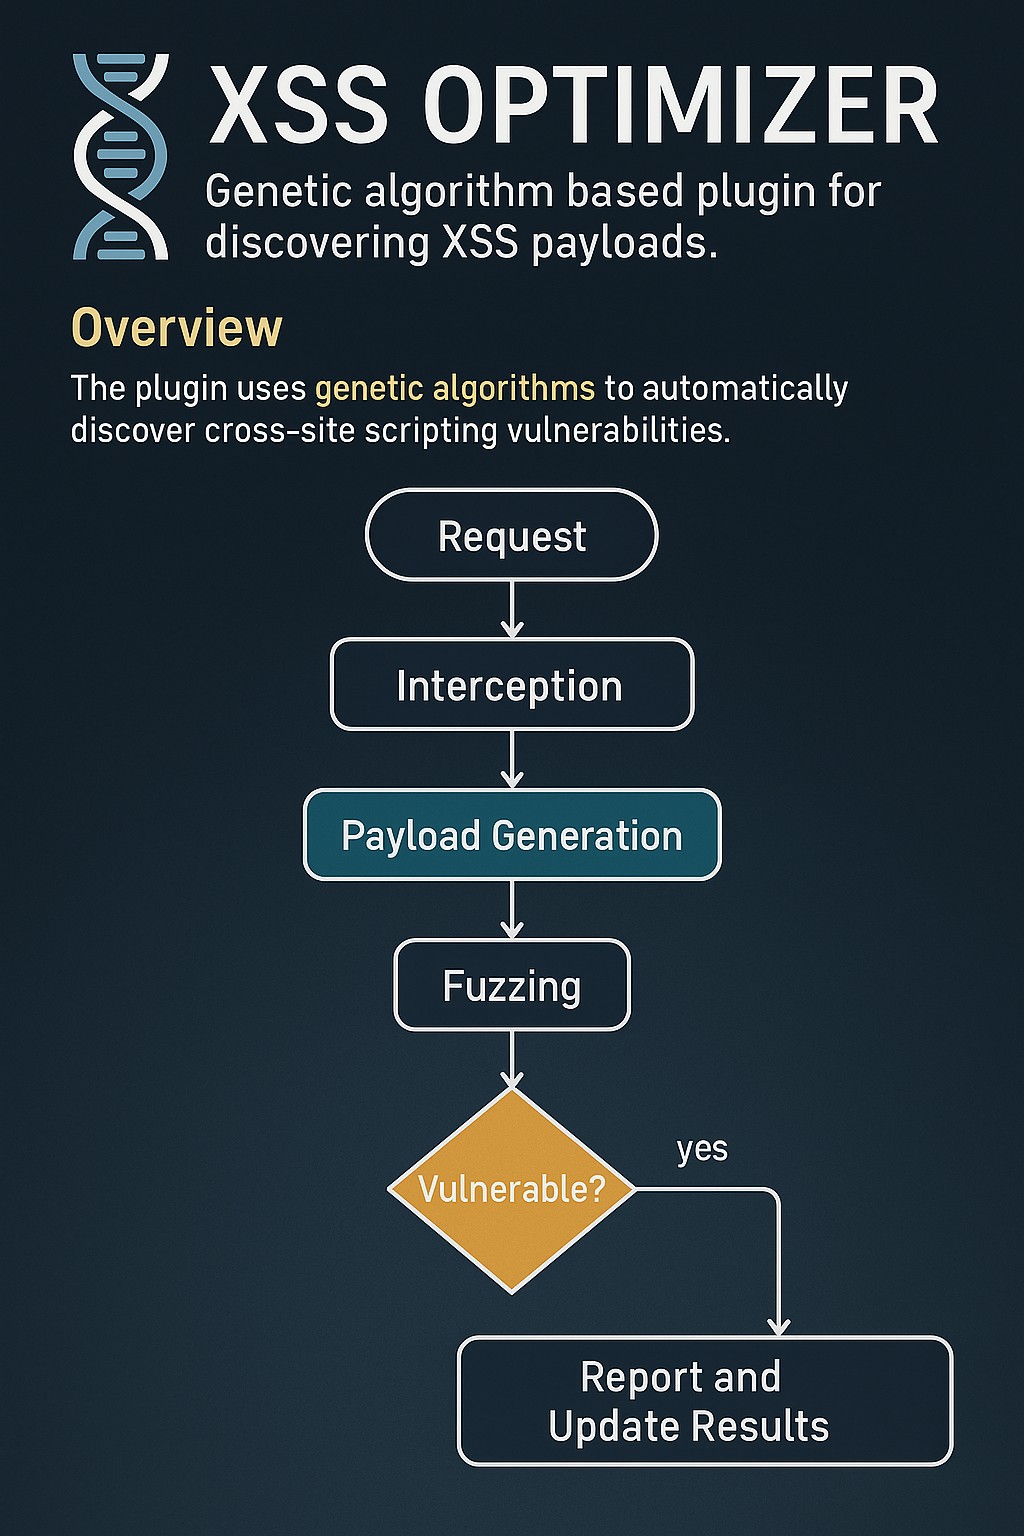 XSS OPTIMIZER
Genetic algorithm based plugin for
discovering XSS payloads.
Overview
The plugin uses genetic algorithms to automatically
discover cross-site scripting vulnerabilities.
Request
Interception
Payload Generation
Fuzzing
Vulnerable?
yes
Report and
Update Results